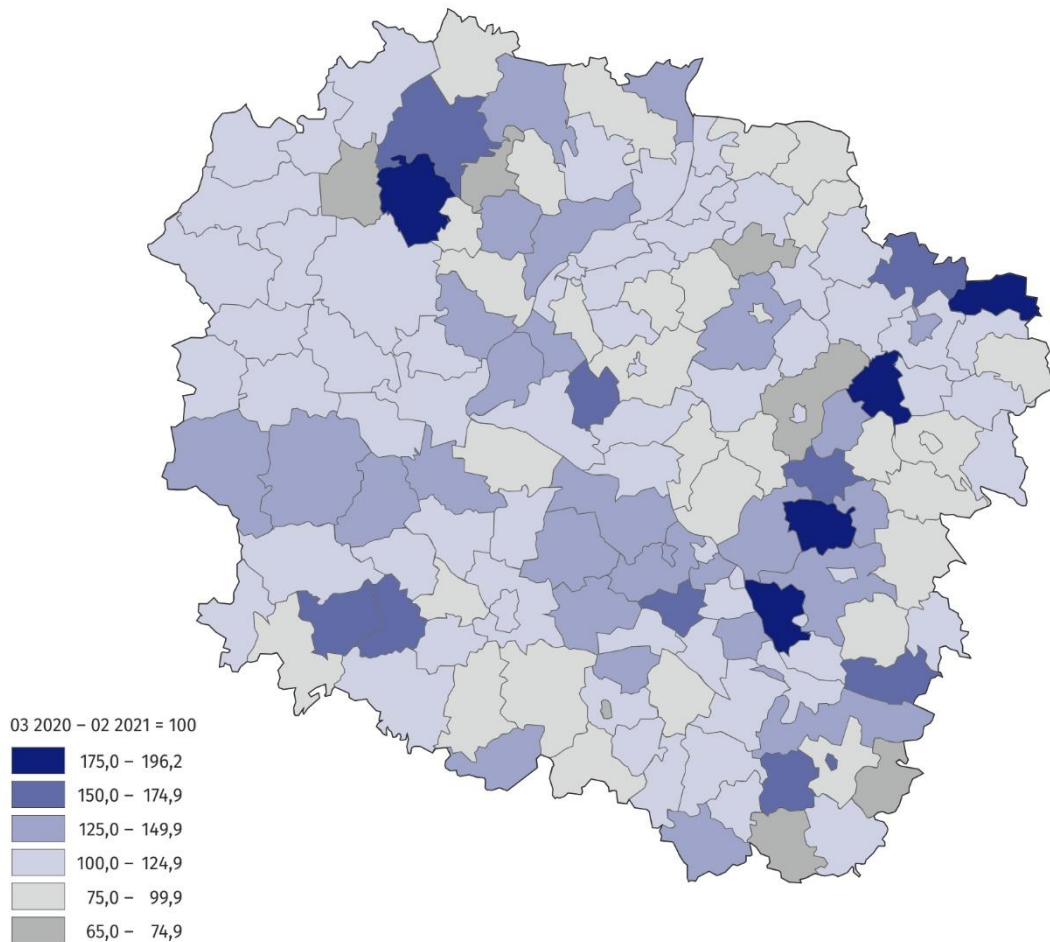 03 2020 – 02 2021 = 100
175,0 – 196,2
150,0 – 174,9
125,0 – 149,9
100,0 – 124,9
75,0 – 99,9
65,0 – 74,9